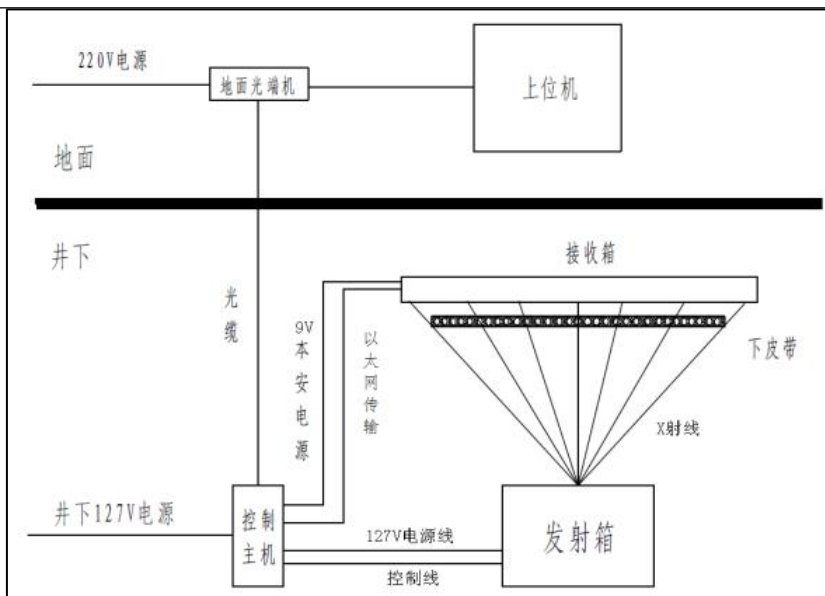 220V电源
地面光端机
上位机
地面
井下
接收箱
光缆
9V本安电源
以太网传输
下皮带
X射线
井下127V电源
控制主机
127V电源线
控制线
发射箱